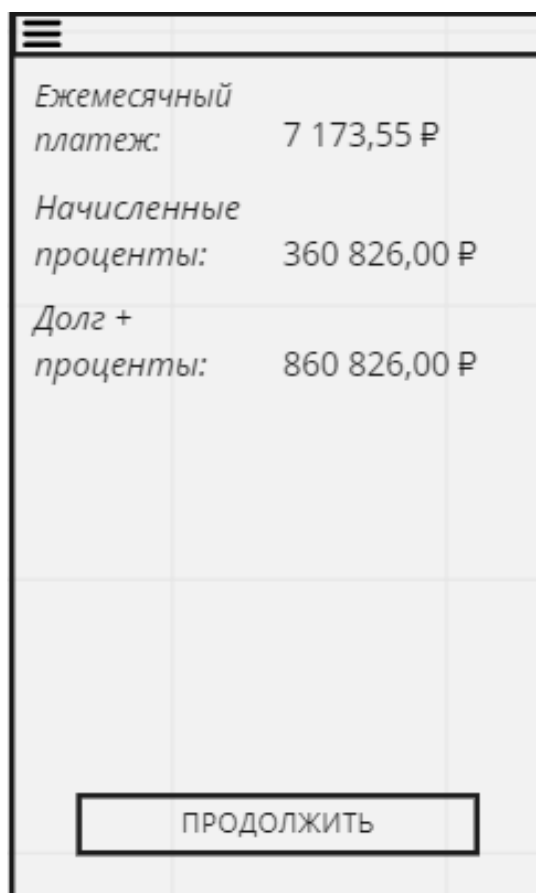 Ежемесячный
платеж: 7 173,55 ₽
Начисленные
проценты: 360 826,00 ₽
Долг +
проценты: 860 826,00 ₽
ПРОДОЛЖИТЬ